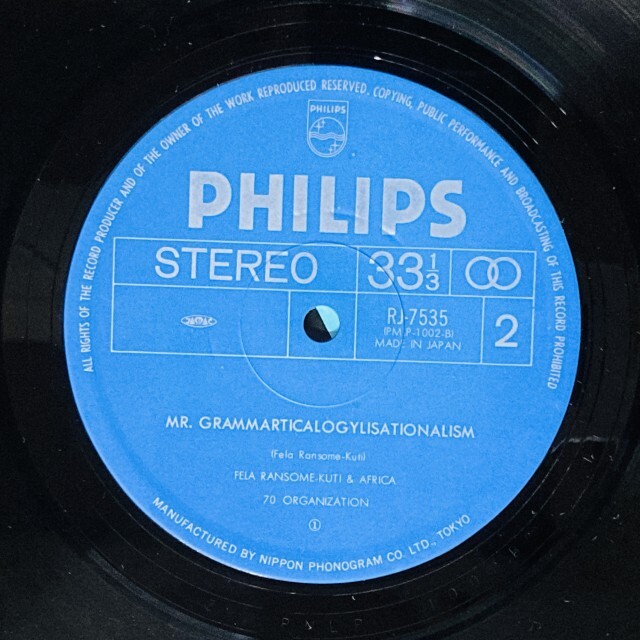 ALL RIGHTS OF THE RECORD PRODUCER AND OF THE OWNER OF THE WORK REPRODUCED RESERVED, COPYING, PUBLIC PERFORMANCE AND BROADCASTING OF THIS RECORD PROHIBITED
PHILIPS
PHILIPS
STEREO 33 1/3
RJ-7535
(PMLP-1002-B)
MADE IN JAPAN
2
MR. GRAMMARTICALOGYLISATIONALISM
(Fela Ransome-Kuti)
FELA RANSOME-KUTI & AFRICA
70 ORGANIZATION
①
MANUFACTURED BY NIPPON PHONOGRAM CO. LTD., TOKYO